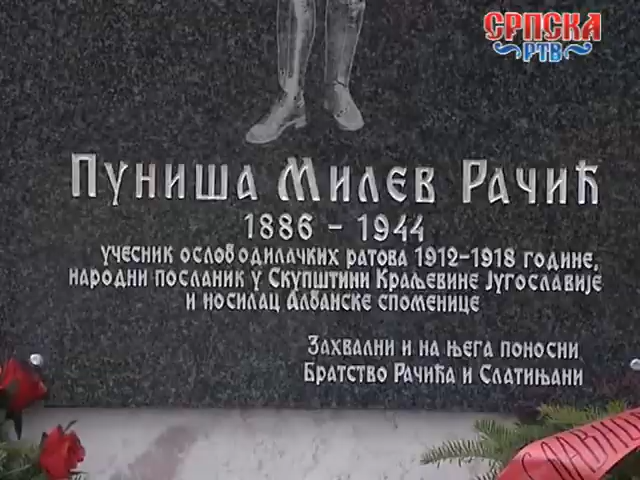 СРПСКА
РТВ
Пуниша Милев Рачић
1886 - 1944
учесник ослободилачких ратова 1912-1918 године,
народни посланик у Скупштини Краљевине Југославије
и носилац Албанске споменице
Захвални и на њега поносни
Братство Рачића и Слатињани